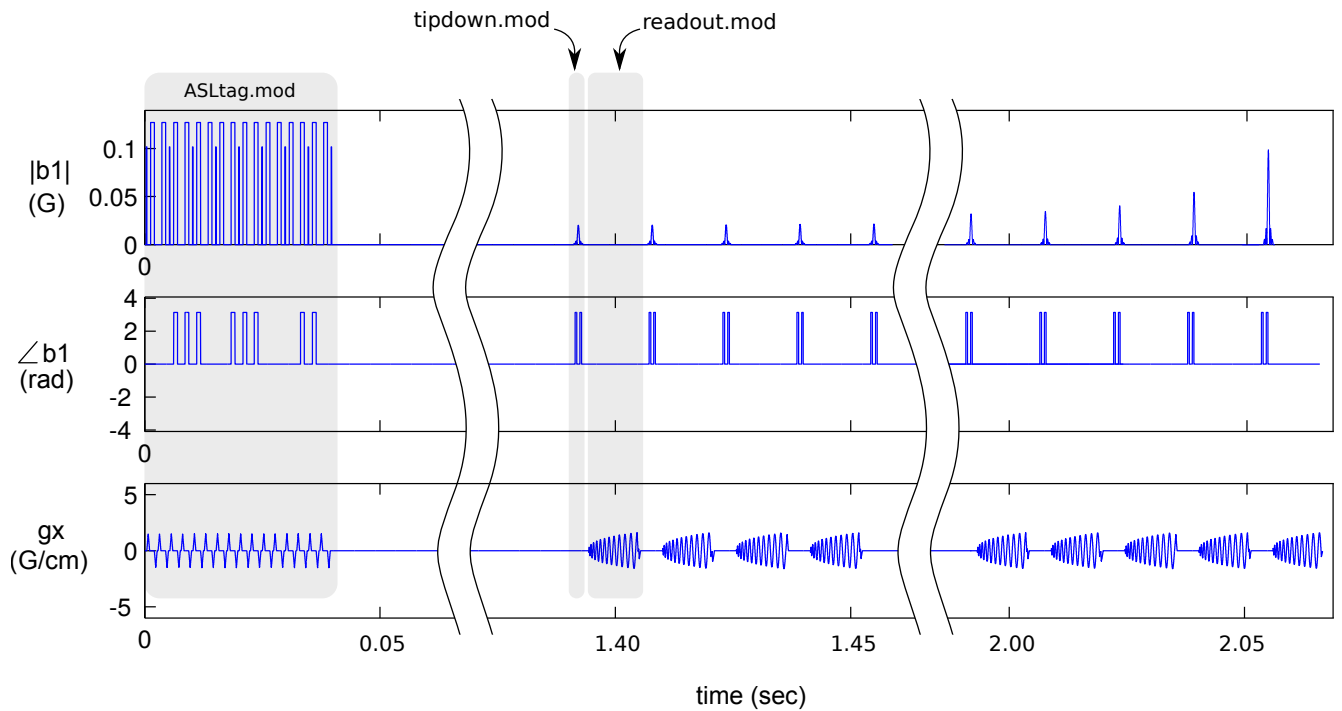 tipdown.mod
readout.mod
ASLtag.mod
|b1|
(G)
0.1
0.05
0
0
∠b1
(rad)
4
2
0
-2
-4
0
gx
(G/cm)
5
0
-5
0
0.05
1.40
1.45
2.00
2.05
time (sec)